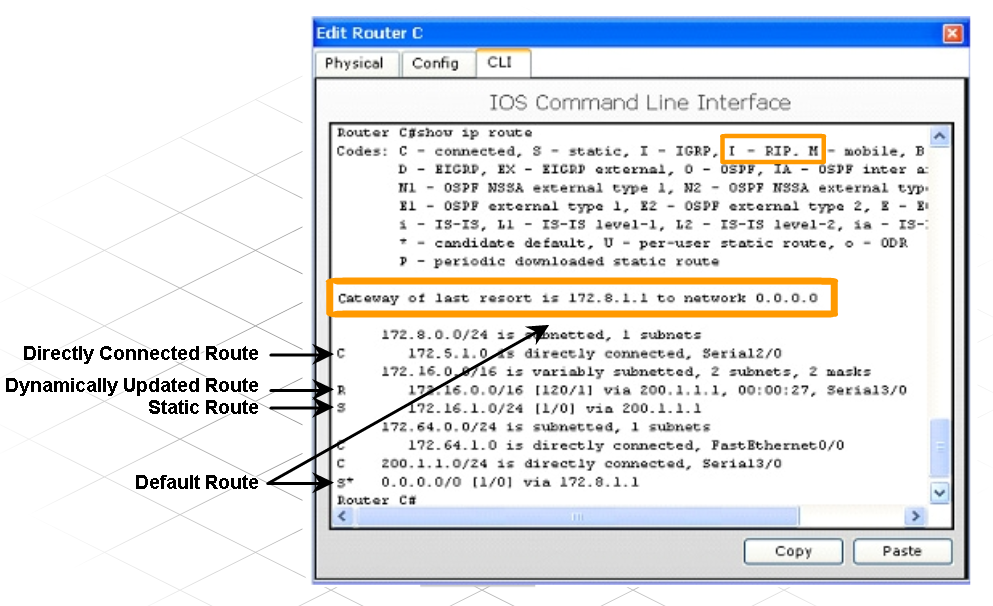 Edit Router C
Physical
Config
CLI
IOS Command Line Interface
Router C#show ip route
Codes: C - connected, S - static, I - IGRP, I - RIP. M - mobile, B
D - EIGRP, EX - EIGRP external, O - OSPF, IA - OSPF inter a
N1 - OSPF NSSA external type 1, N2 - OSPF NSSA external typ
E1 - OSPF external type 1, E2 - OSPF external type 2, E - E
i - IS-IS, L1 - IS-IS level-1, L2 - IS-IS level-2, ia - IS-
* - candidate default, U - per-user static route, o - ODR
P - periodic downloaded static route
Cateway of last resort is 172.8.1.1 to network 0.0.0.0
172.8.0.0/24 is subnetted, 1 subnets
Directly Connected Route
C 172.5.1.0 is directly connected, Serial2/0
172.16.0.0/16 is variably subnetted, 2 subnets, 2 masks
Dynamically Updated Route
R 172.16.0.0/16 [120/1] via 200.1.1.1, 00:00:27, Serial3/0
Static Route
S 172.16.1.0/24 [1/0] via 200.1.1.1
172.64.0.0/24 is subnetted, 1 subnets
C 172.64.1.0 is directly connected, FastEthernet0/0
C 200.1.1.0/24 is directly connected, Serial3/0
Default Route
S* 0.0.0.0/0 [1/0] via 172.8.1.1
Router C#
Copy
Paste